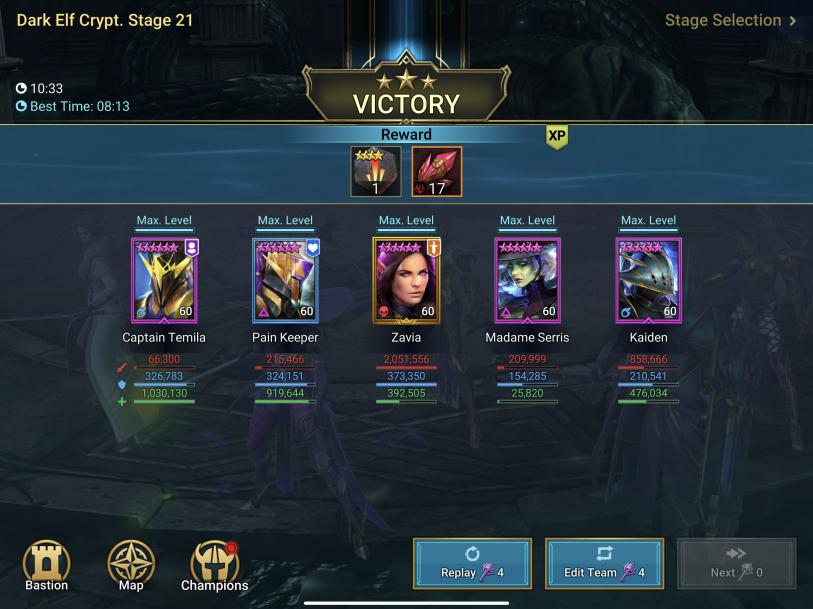 Dark Elf Crypt. Stage 21
Stage Selection
10:33
Best Time: 08:13
VICTORY
Reward
XP
1
17
Max. Level
Max. Level
Max. Level
Max. Level
Max. Level
60
60
60
60
60
Captain Temila
Pain Keeper
Zavia
Madame Serris
Kaiden
66,300
215,466
2,051,556
209,999
858,666
326,783
324,151
373,350
154,285
210,541
1,030,130
919,644
392,505
25,820
476,034
Bastion
Map
Champions
Replay 4
Edit Team 4
Next 0